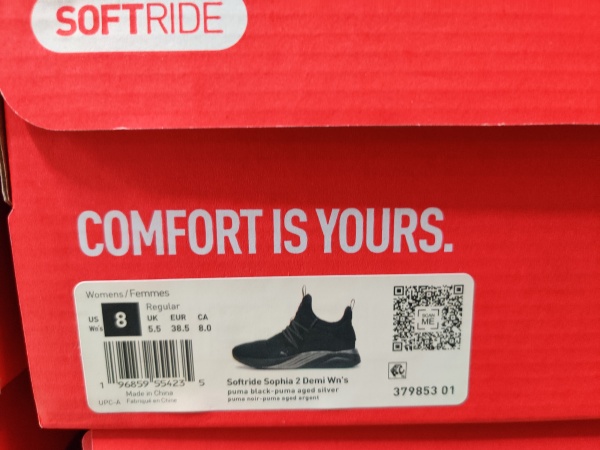 SOFTRIDE
COMFORT IS YOURS.
Womens/Femmes
Regular
US UK EUR CA
Wn's 8 5.5 38.5 8.0
1 96859 55423 5
UPC-A Made in China
Fabriqué en Chine
Softride Sophia 2 Demi Wn's
puma black-puma aged silver
puma noir-puma aged argent
SCAN
ME
379853 01